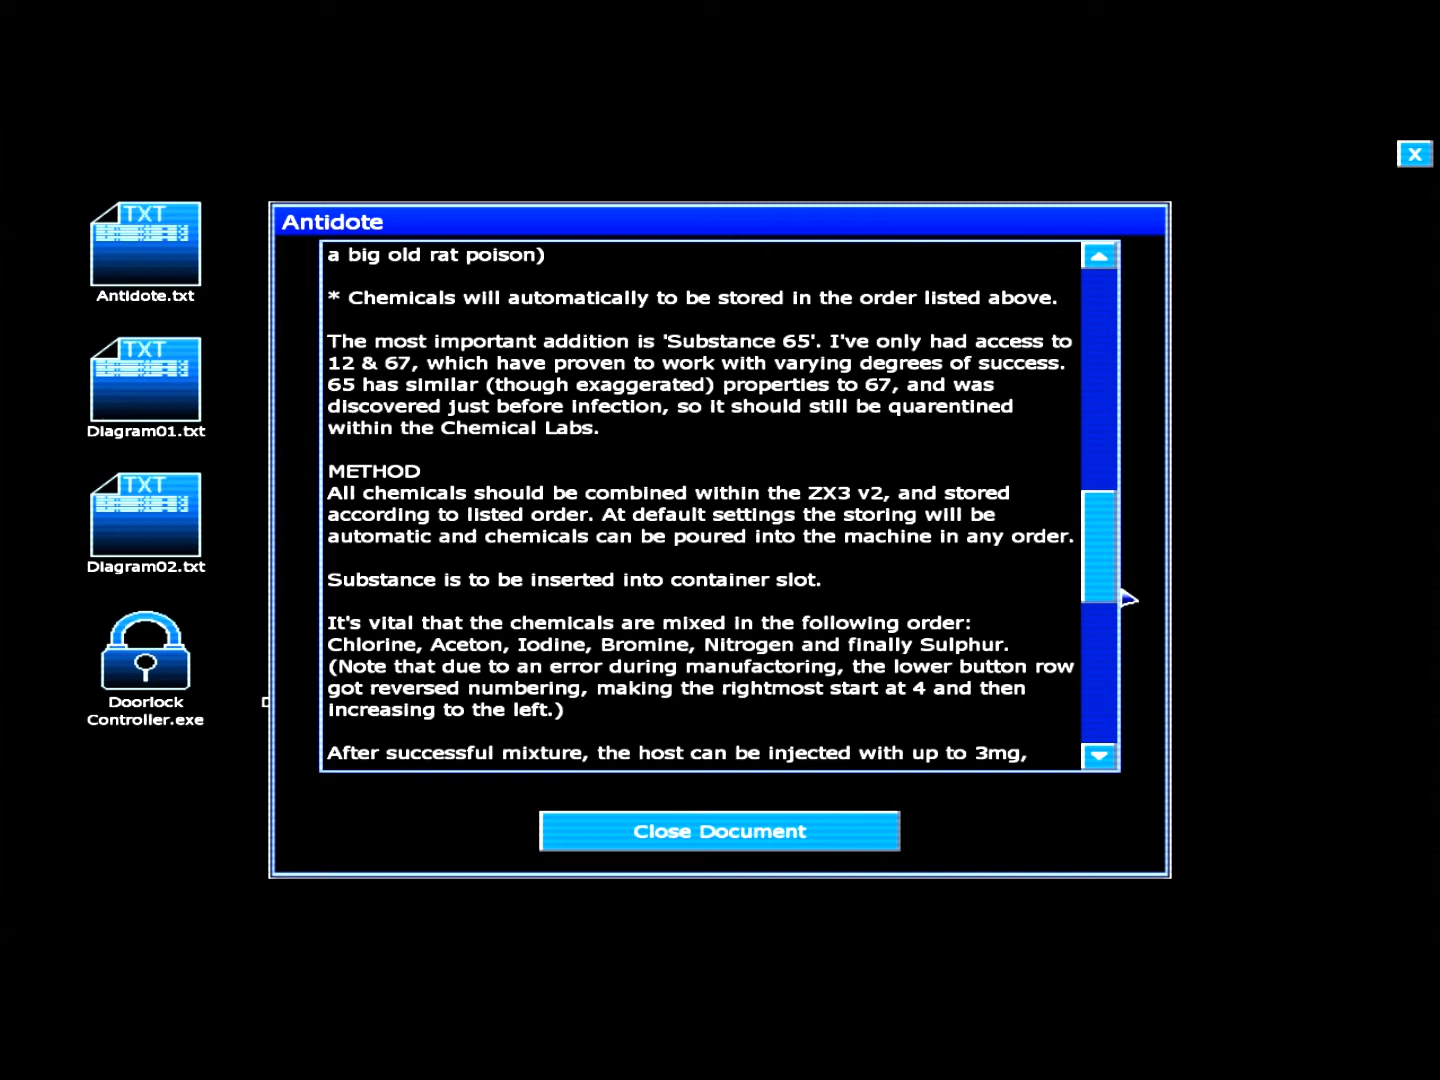 X
TXT
Antidote.txt
TXT
Diagram01.txt
TXT
Diagram02.txt
Doorlock
Controller.exe
D
Antidote
a big old rat poison)
* Chemicals will automatically to be stored in the order listed above.
The most important addition is 'Substance 65'. I've only had access to
12 & 67, which have proven to work with varying degrees of success.
65 has similar (though exaggerated) properties to 67, and was
discovered just before infection, so it should still be quarentined
within the Chemical Labs.
METHOD
All chemicals should be combined within the ZX3 v2, and stored
according to listed order. At default settings the storing will be
automatic and chemicals can be poured into the machine in any order.
Substance is to be inserted into container slot.
It's vital that the chemicals are mixed in the following order:
Chlorine, Aceton, Iodine, Bromine, Nitrogen and finally Sulphur.
(Note that due to an error during manufactoring, the lower button row
got reversed numbering, making the rightmost start at 4 and then
increasing to the left.)
After successful mixture, the host can be injected with up to 3mg,
Close Document